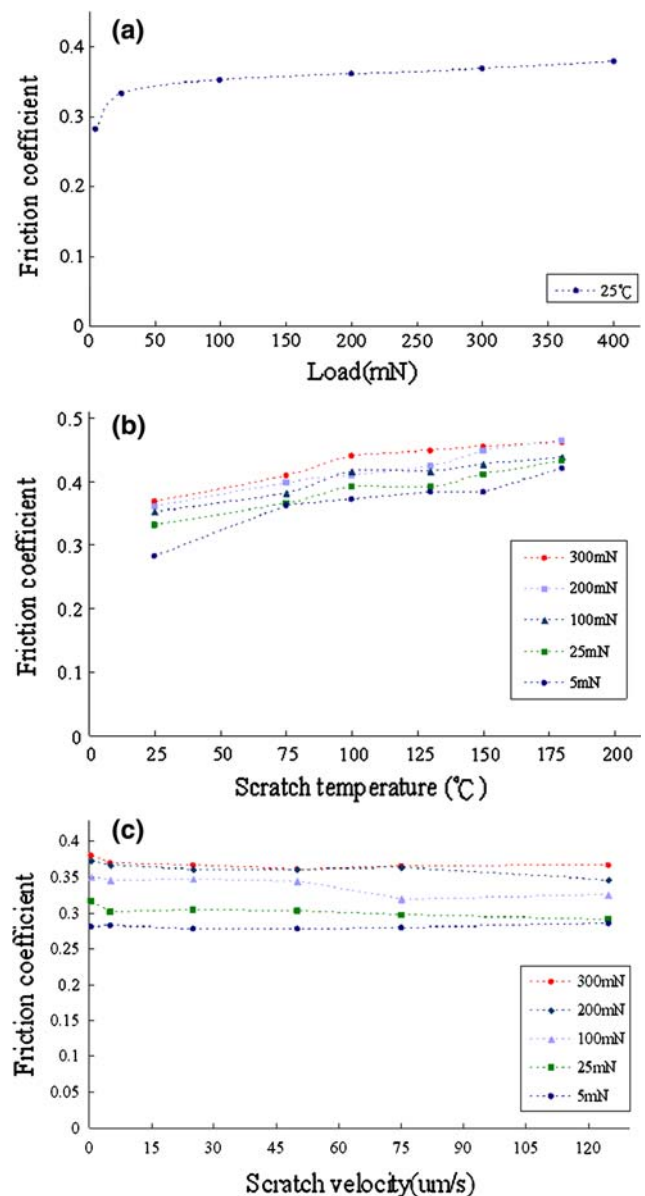 (a)
Friction coefficient
0.4
0.3
0.2
0.1
0
0 50 100 150 200 250 300 350 400
Load(mN)
25℃
(b)
Friction coefficient
0.5
0.4
0.3
0.2
0.1
0
0 25 50 75 100 125 150 175 200
Scratch temperature (℃)
300mN
200mN
100mN
25mN
5mN
(c)
Friction coefficient
0.4
0.35
0.3
0.25
0.2
0.15
0.1
0.05
0
0 15 30 45 60 75 90 105 120
Scratch velocity(um/s)
300mN
200mN
100mN
25mN
5mN